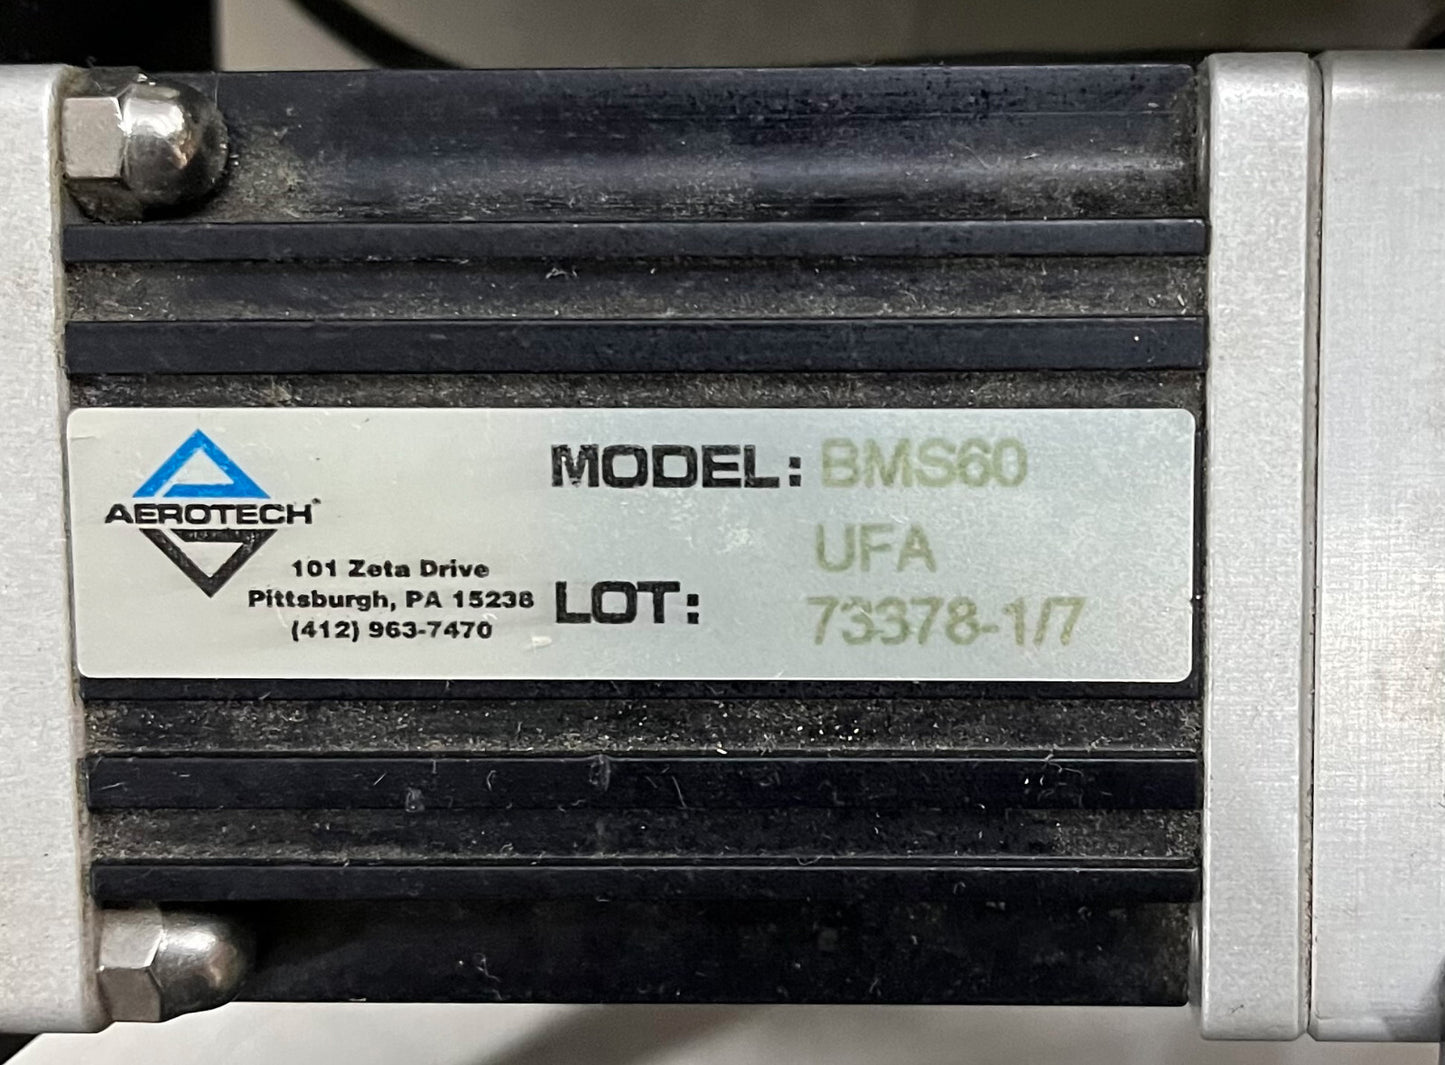 AEROTECH
101 Zeta Drive
Pittsburgh, PA 15238
(412) 963-7470
MODEL: BMS60
UFA
LOT: 73378-1/7